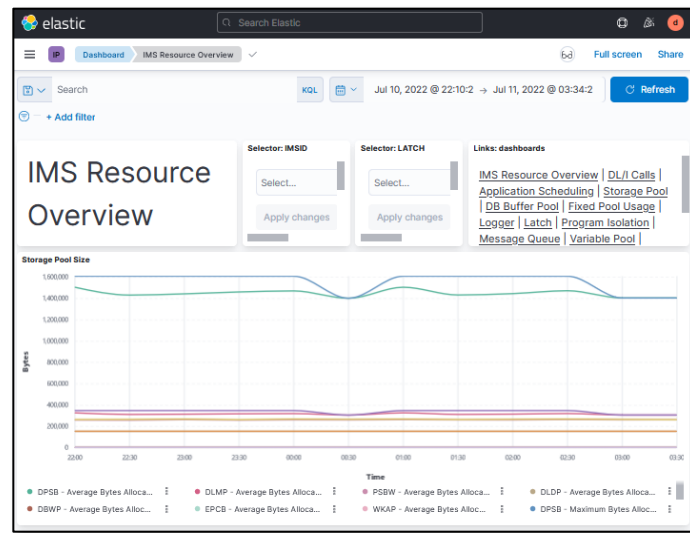 elastic
Search Elastic
d
IP
Dashboard
IMS Resource Overview
Full screen
Share
Search
KQL
Jul 10, 2022 @ 22:10:2 → Jul 11, 2022 @ 03:34:2
Refresh
+ Add filter
IMS Resource
Overview
Selector: IMSID
Select...
Apply changes
Selector: LATCH
Select...
Apply changes
Links: dashboards
IMS Resource Overview | DL/I Calls |
Application Scheduling | Storage Pool
| DB Buffer Pool | Fixed Pool Usage |
Logger | Latch | Program Isolation |
Message Queue | Variable Pool |
Storage Pool Size
Bytes
1,600,000
1,400,000
1,200,000
1,000,000
800,000
600,000
400,000
200,000
0
22:00 22:30 23:00 23:30 00:00 00:30 01:00 01:30 02:00 02:30 03:00 03:30
Time
DPSB - Average Bytes Alloca...
DLMP - Average Bytes Alloca...
PSBW - Average Bytes Alloca...
DLDP - Average Bytes Alloca...
DBWP - Average Bytes Alloc...
EPCB - Average Bytes Alloca...
WKAP - Average Bytes Alloca...
DPSB - Maximum Bytes Alloc...